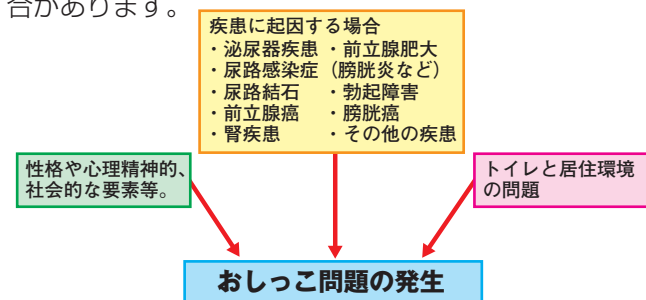 合があります。
疾患に起因する場合
・泌尿器疾患 ・前立腺肥大
・尿路感染症（膀胱炎など）
・尿路結石 ・勃起障害
・前立腺癌 ・膀胱癌
・腎疾患 ・その他の疾患
性格や心理精神的、
社会的な要素等。
トイレと居住環境
の問題
おしっこ問題の発生